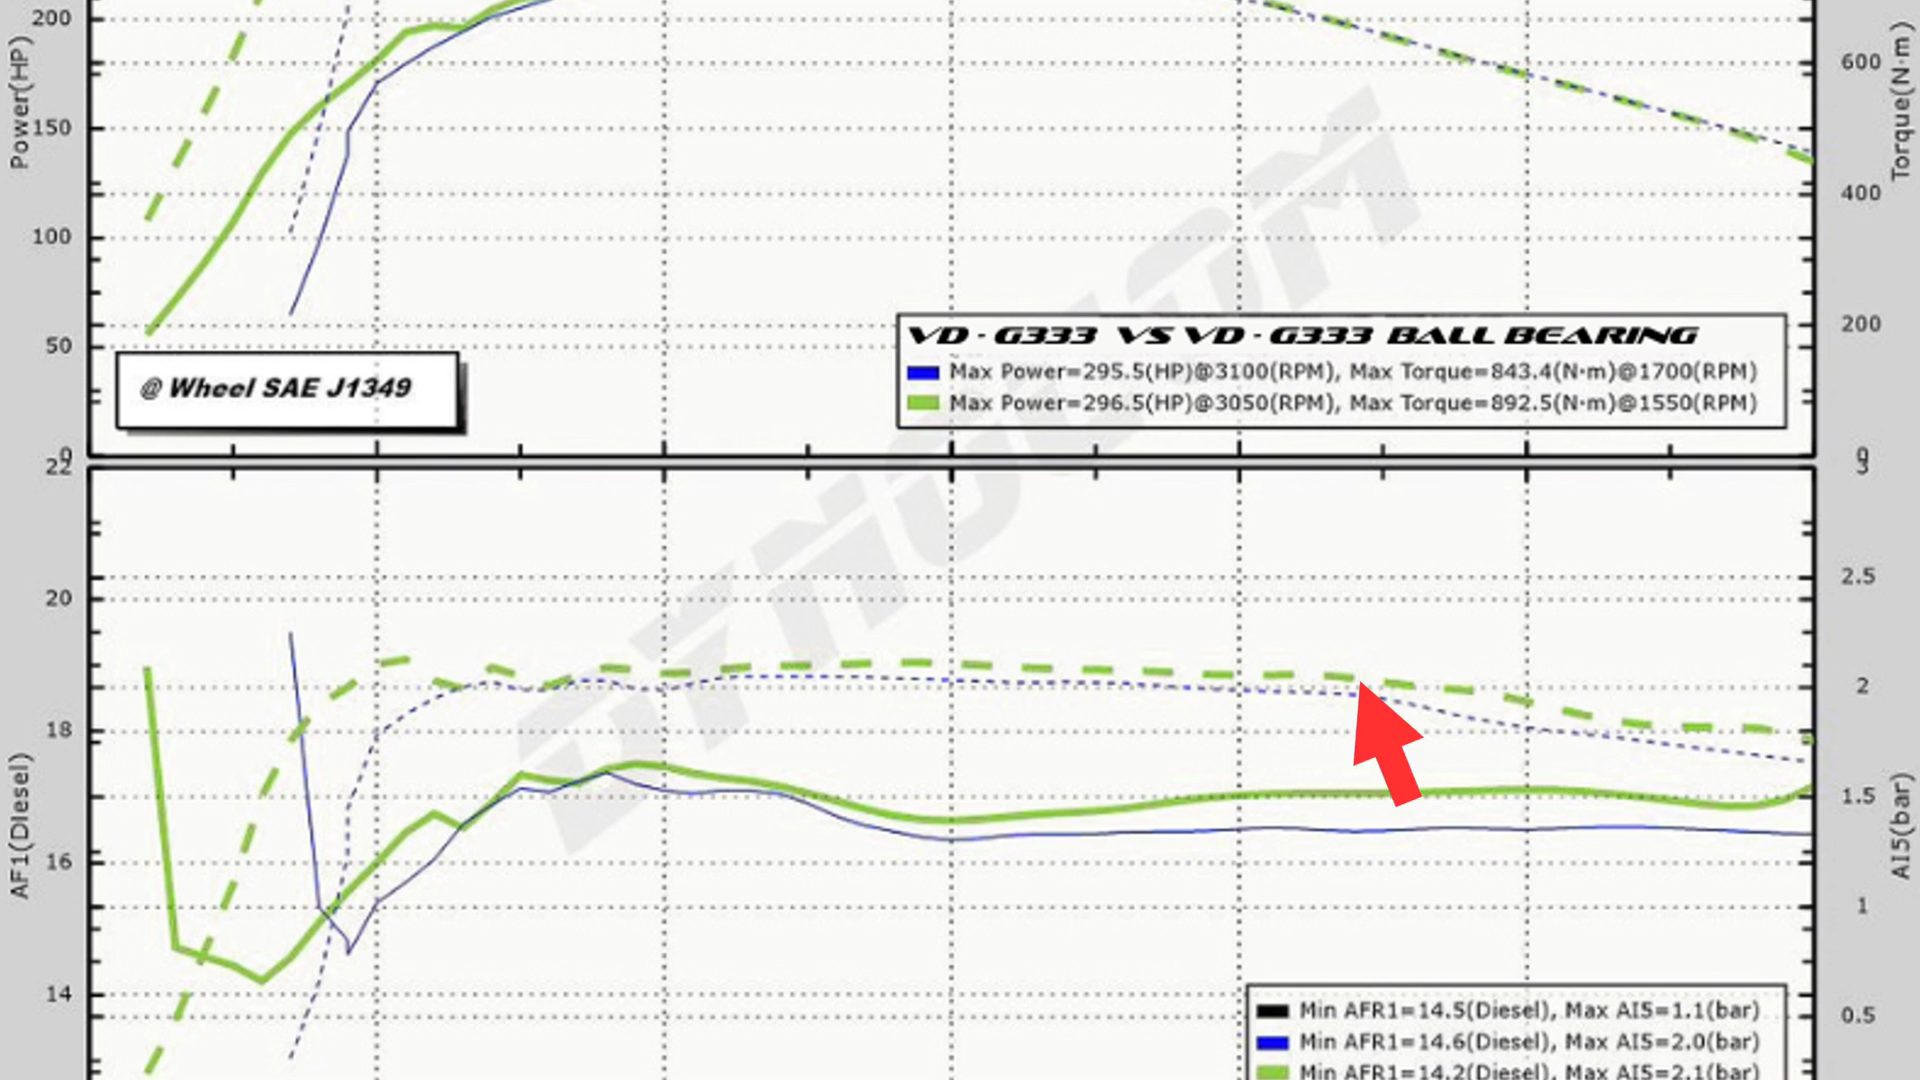 200
150
100
50
0
Power(HP)
600
400
200
0
Torque(N·m)
@ Wheel SAE J1349
VD - G333 VS VD - G333 BALL BEARING
Max Power=295.5(HP)@3100(RPM), Max Torque=843.4(N·m)@1700(RPM)
Max Power=296.5(HP)@3050(RPM), Max Torque=892.5(N·m)@1550(RPM)
DYNOCOM
22
20
18
16
14
AF1(Diesel)
3
2.5
2
1.5
1
0.5
AI5(bar)
Min AFR1=14.5(Diesel), Max AI5=1.1(bar)
Min AFR1=14.6(Diesel), Max AI5=2.0(bar)
Min AFR1=14.2(Diesel), Max AI5=2.1(bar)